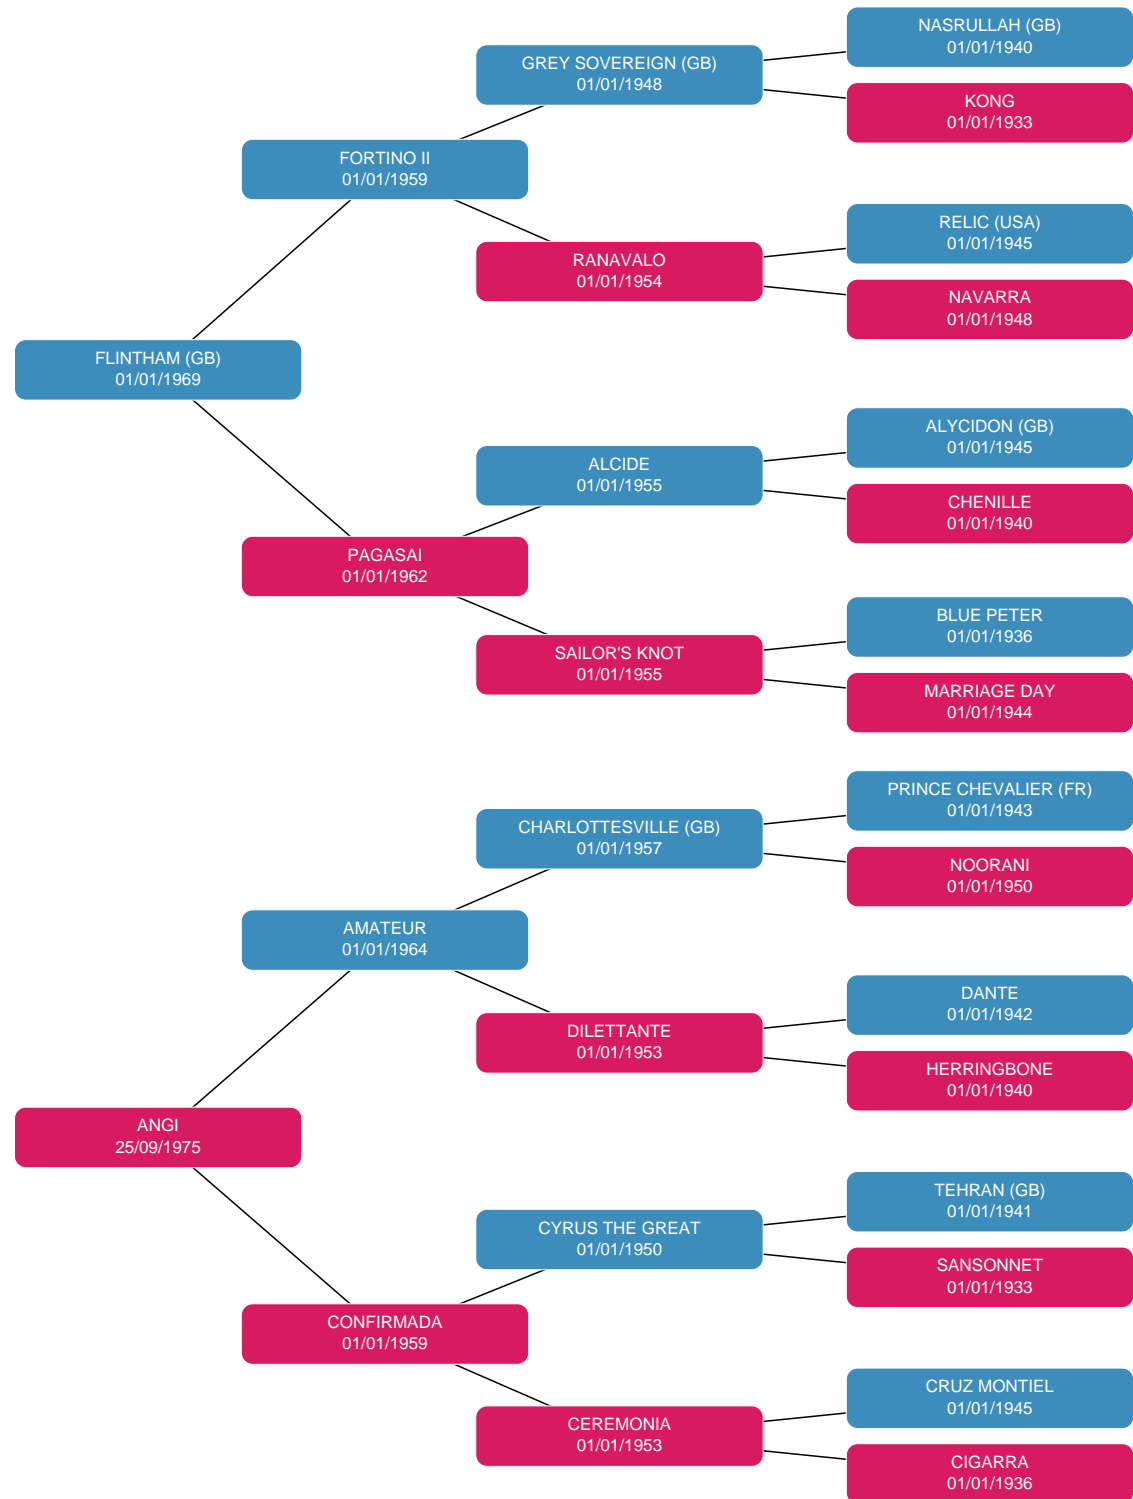 NASRULLAH (GB)
01/01/1940
GREY SOVEREIGN (GB)
01/01/1948
KONG
01/01/1933
FORTINO II
01/01/1959
RELIC (USA)
01/01/1945
RANAVALO
01/01/1954
NAVARRA
01/01/1948
FLINTHAM (GB)
01/01/1969
ALYCIDON (GB)
01/01/1945
ALCIDE
01/01/1955
CHENILLE
01/01/1940
PAGASAI
01/01/1962
BLUE PETER
01/01/1936
SAILOR'S KNOT
01/01/1955
MARRIAGE DAY
01/01/1944
PRINCE CHEVALIER (FR)
01/01/1943
CHARLOTTESVILLE (GB)
01/01/1957
NOORANI
01/01/1950
AMATEUR
01/01/1964
DANTE
01/01/1942
DILETTANTE
01/01/1953
HERRINGBONE
01/01/1940
ANGI
25/09/1975
TEHRAN (GB)
01/01/1941
CYRUS THE GREAT
01/01/1950
SANSONNET
01/01/1933
CONFIRMADA
01/01/1959
CRUZ MONTIEL
01/01/1945
CEREMONIA
01/01/1953
CIGARRA
01/01/1936